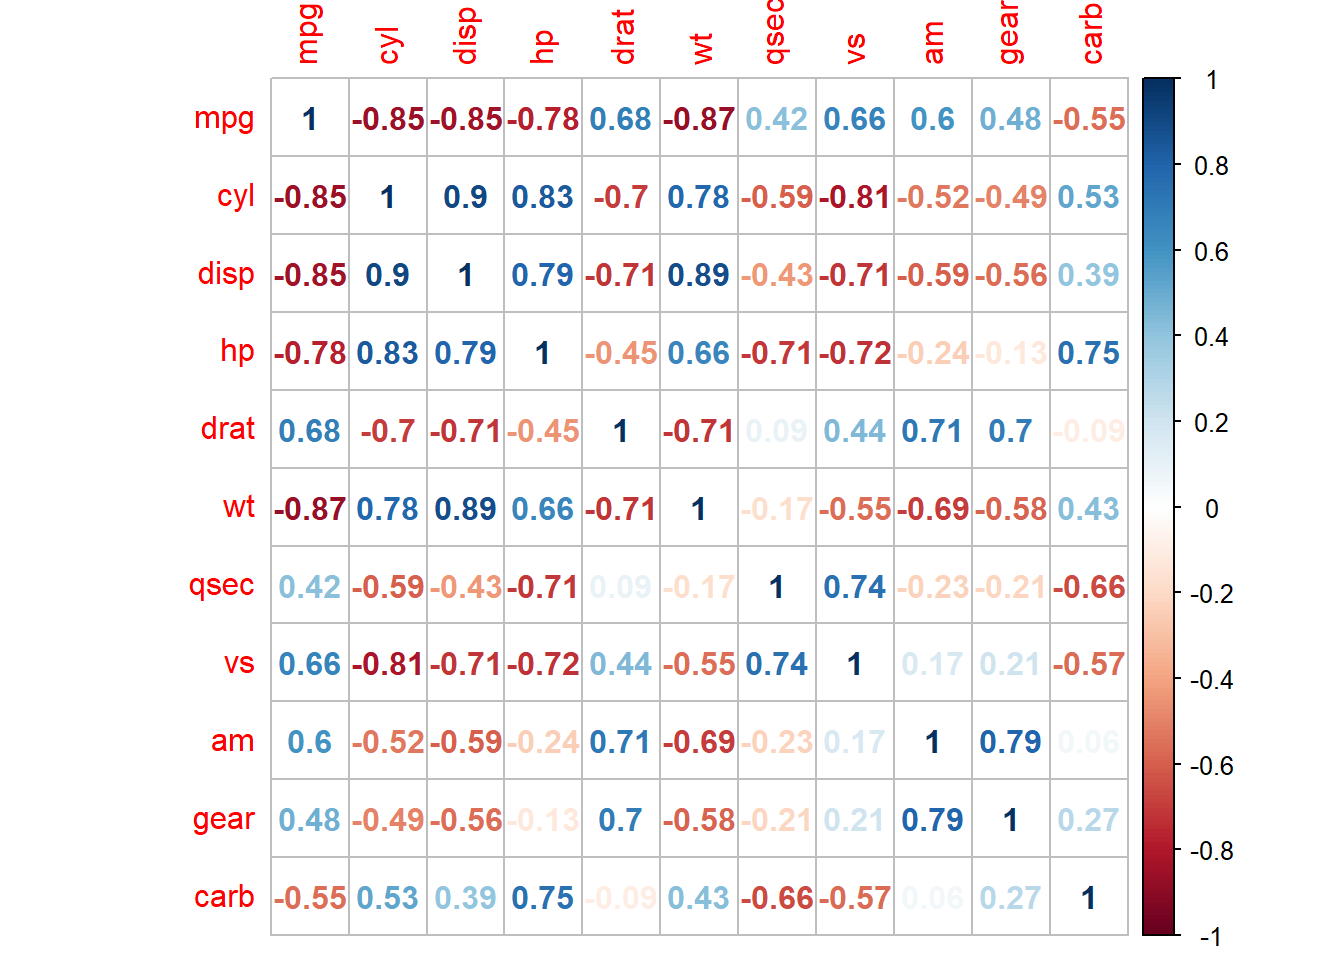 mpg cyl disp hp drat wt qsec vs am gear carb
mpg 1 -0.85 -0.85 -0.78 0.68 -0.87 0.42 0.66 0.6 0.48 -0.55
cyl -0.85 1 0.9 0.83 -0.7 0.78 -0.59 -0.81 -0.52 -0.49 0.53
disp -0.85 0.9 1 0.79 -0.71 0.89 -0.43 -0.71 -0.59 -0.56 0.39
hp -0.78 0.83 0.79 1 -0.45 0.66 -0.71 -0.72 -0.24 -0.13 0.75
drat 0.68 -0.7 -0.71 -0.45 1 -0.71 0.09 0.44 0.71 0.7 -0.09
wt -0.87 0.78 0.89 0.66 -0.71 1 -0.17 -0.55 -0.69 -0.58 0.43
qsec 0.42 -0.59 -0.43 -0.71 0.09 -0.17 1 0.74 -0.23 -0.21 -0.66
vs 0.66 -0.81 -0.71 -0.72 0.44 -0.55 0.74 1 0.17 0.21 -0.57
am 0.6 -0.52 -0.59 -0.24 0.71 -0.69 -0.23 0.17 1 0.79 0.06
gear 0.48 -0.49 -0.56 -0.13 0.7 -0.58 -0.21 0.21 0.79 1 0.27
carb -0.55 0.53 0.39 0.75 -0.09 0.43 -0.66 -0.57 0.06 0.27 1
1
0.8
0.6
0.4
0.2
0
-0.2
-0.4
-0.6
-0.8
-1